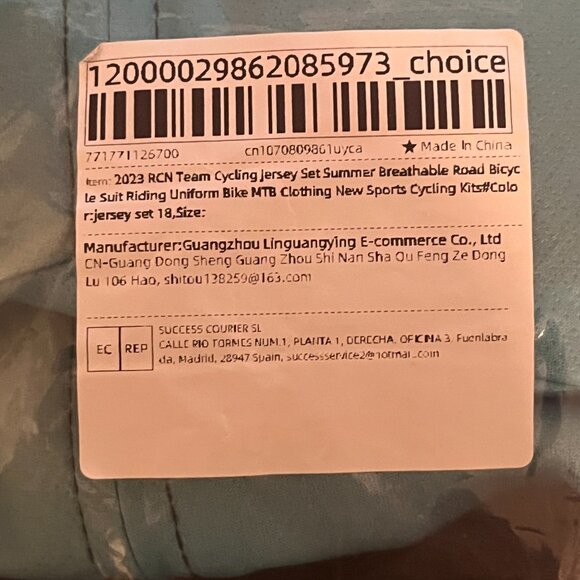 12000029862085973_choice
771771126700 cn1070809861uyca ★ Made In China
Item: 2023 RCN Team Cycling Jersey Set Summer Breathable Road Bicyc
le Suit Riding Uniform Bike MTB Clothing New Sports Cycling Kits#Colo
r:jersey set 18,Size:
Manufacturer:Guangzhou Linguangying E-commerce Co., Ltd
CN-Guang Dong Sheng Guang Zhou Shi Nan Sha Qu Feng Ze Dong
Lu 106 Hao, shitou138259@163.com
EC REP
SUCCESS COURIER SL
CALLE RIO TORMES NUM.1, PLANTA 1, DERECHA, OFICINA 3, Fuenlabra
da, Madrid, 28947 Spain, successservice2@hotmail.com